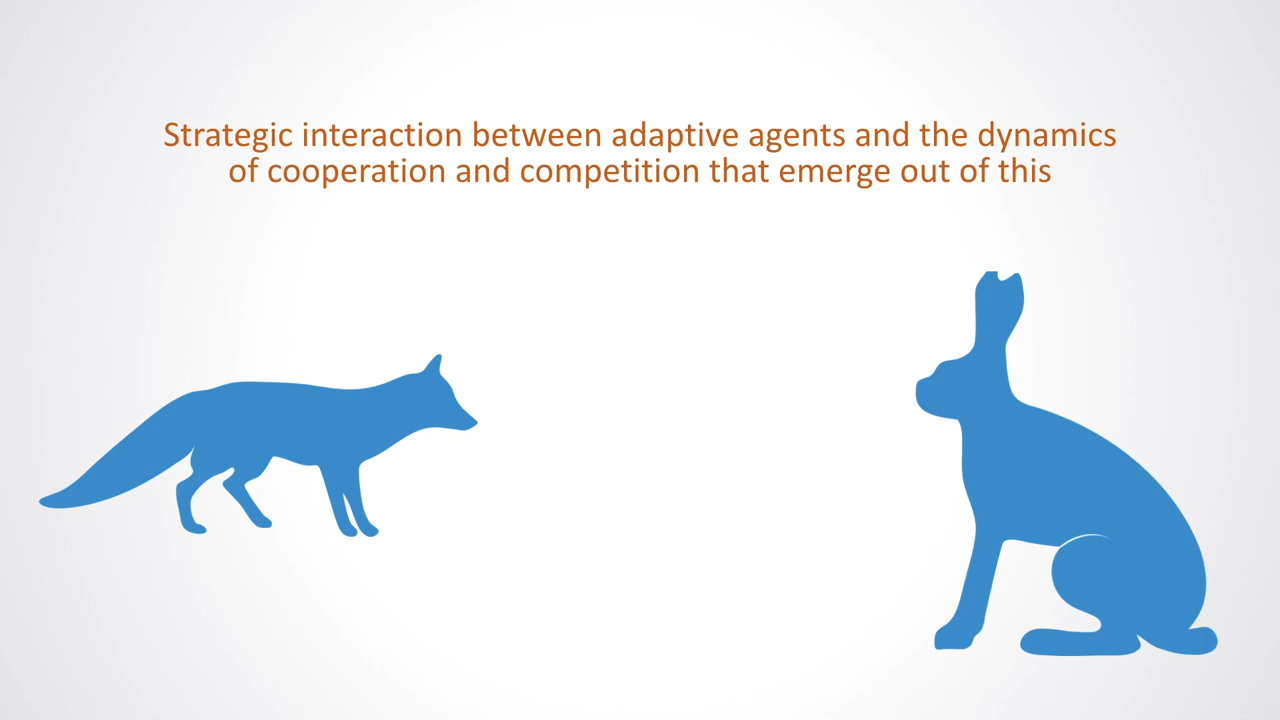 Strategic interaction between adaptive agents and the dynamics
of cooperation and competition that emerge out of this